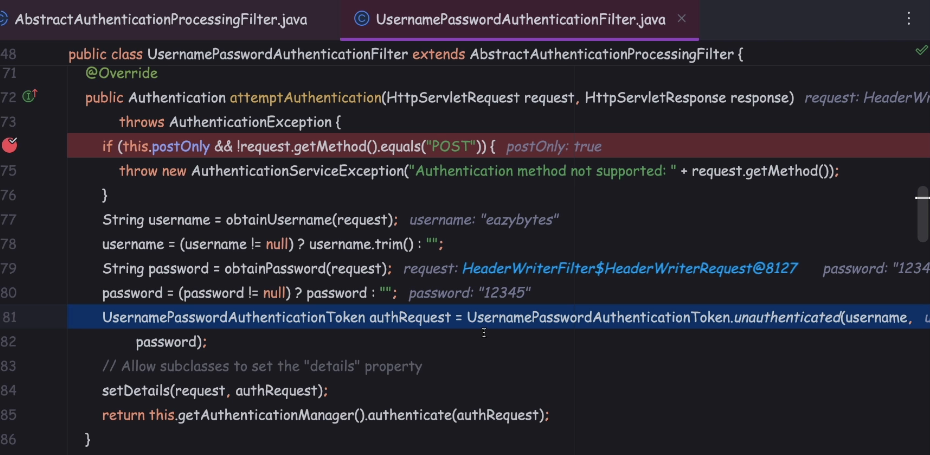 AbstractAuthenticationProcessingFilter.java UsernamePasswordAuthenticationFilter.java
48 public class UsernamePasswordAuthenticationFilter extends AbstractAuthenticationProcessingFilter {
71 @Override
72 public Authentication attemptAuthentication(HttpServletRequest request, HttpServletResponse response) request: HeaderWr
73 throws AuthenticationException {
if (this.postOnly && !request.getMethod().equals("POST")) { postOnly: true
75 throw new AuthenticationServiceException("Authentication method not supported: " + request.getMethod());
76 }
77 String username = obtainUsername(request); username: "eazybytes"
78 username = (username != null) ? username.trim() : "";
79 String password = obtainPassword(request); request: HeaderWriterFilter$HeaderWriterRequest@8127 password: "1234
80 password = (password != null) ? password : ""; password: "12345"
81 UsernamePasswordAuthenticationToken authRequest = UsernamePasswordAuthenticationToken.unauthenticated(username,
82 password);
83 // Allow subclasses to set the "details" property
84 setDetails(request, authRequest);
85 return this.getAuthenticationManager().authenticate(authRequest);
86 }